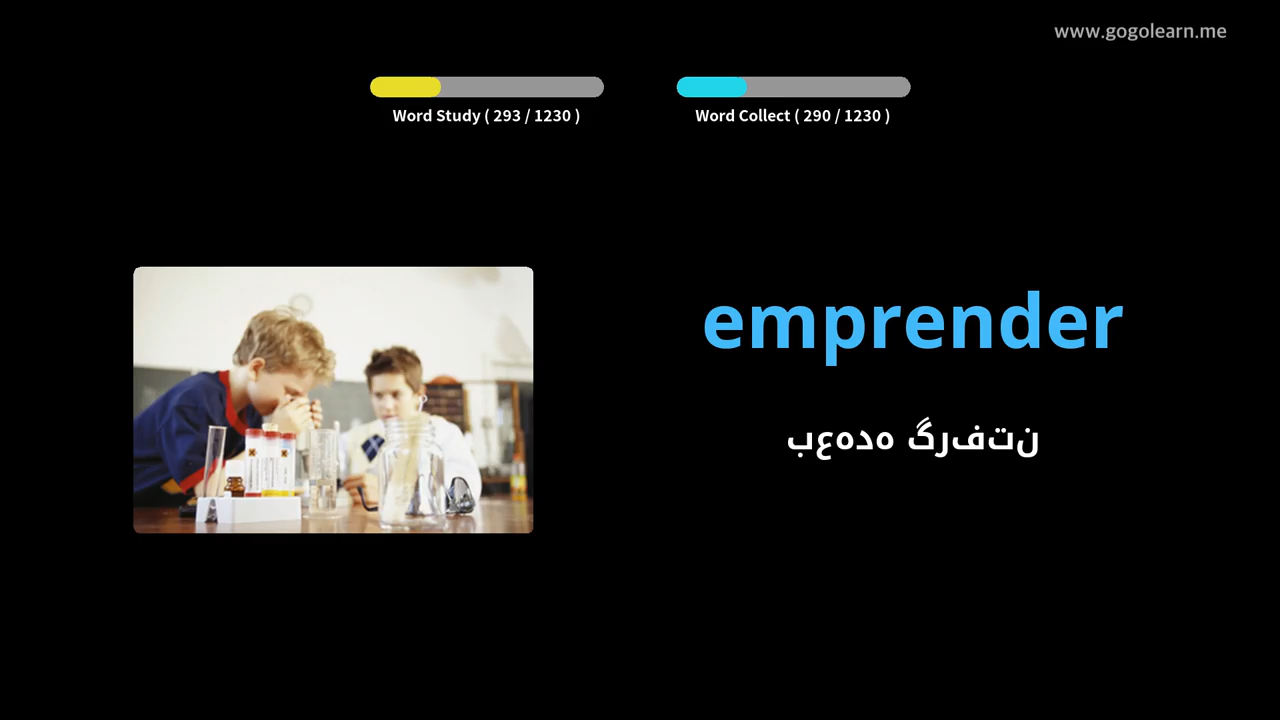 www.gogolearn.me
Word Study ( 293 / 1230 )
Word Collect ( 290 / 1230 )
emprender
بعهده گرفتن